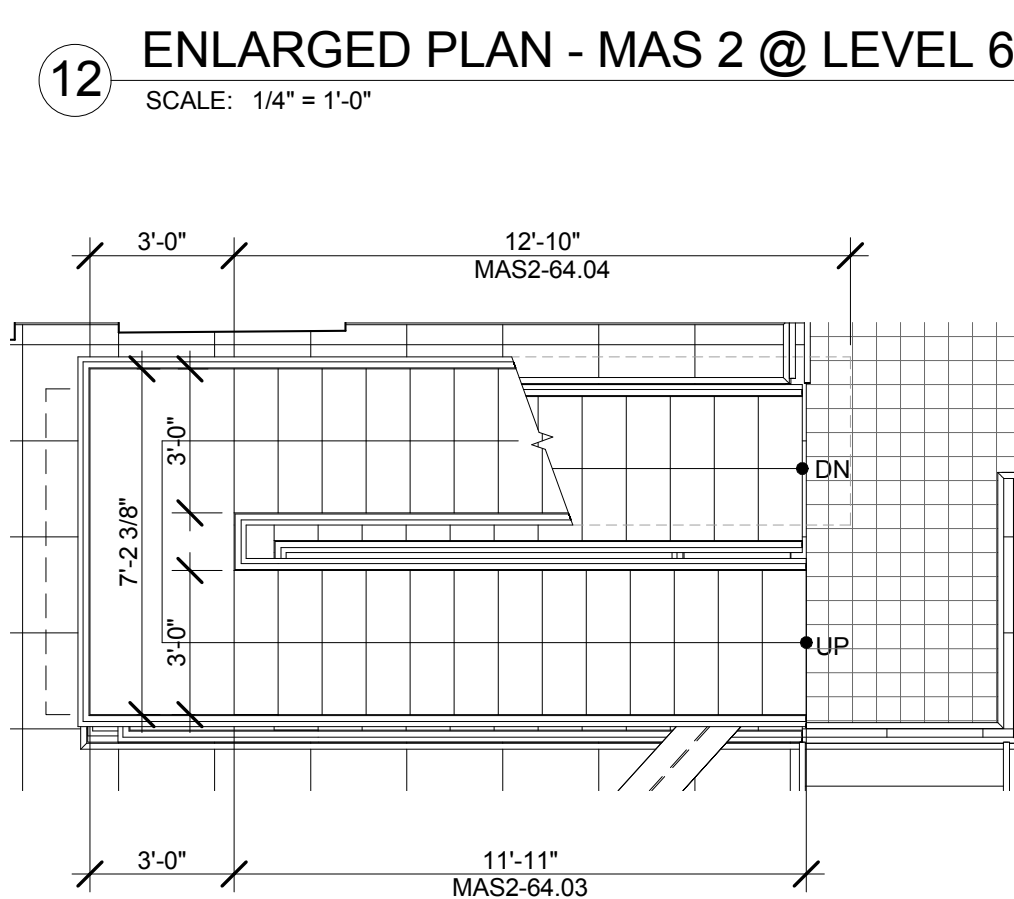 12
ENLARGED PLAN - MAS 2 @ LEVEL 6
SCALE: 1/4" = 1'-0"
3'-0"
12'-10"
MAS2-64.04
3'-0"
DN
7'-2 3/8"
3'-0"
UP
3'-0"
11'-11"
MAS2-64.03